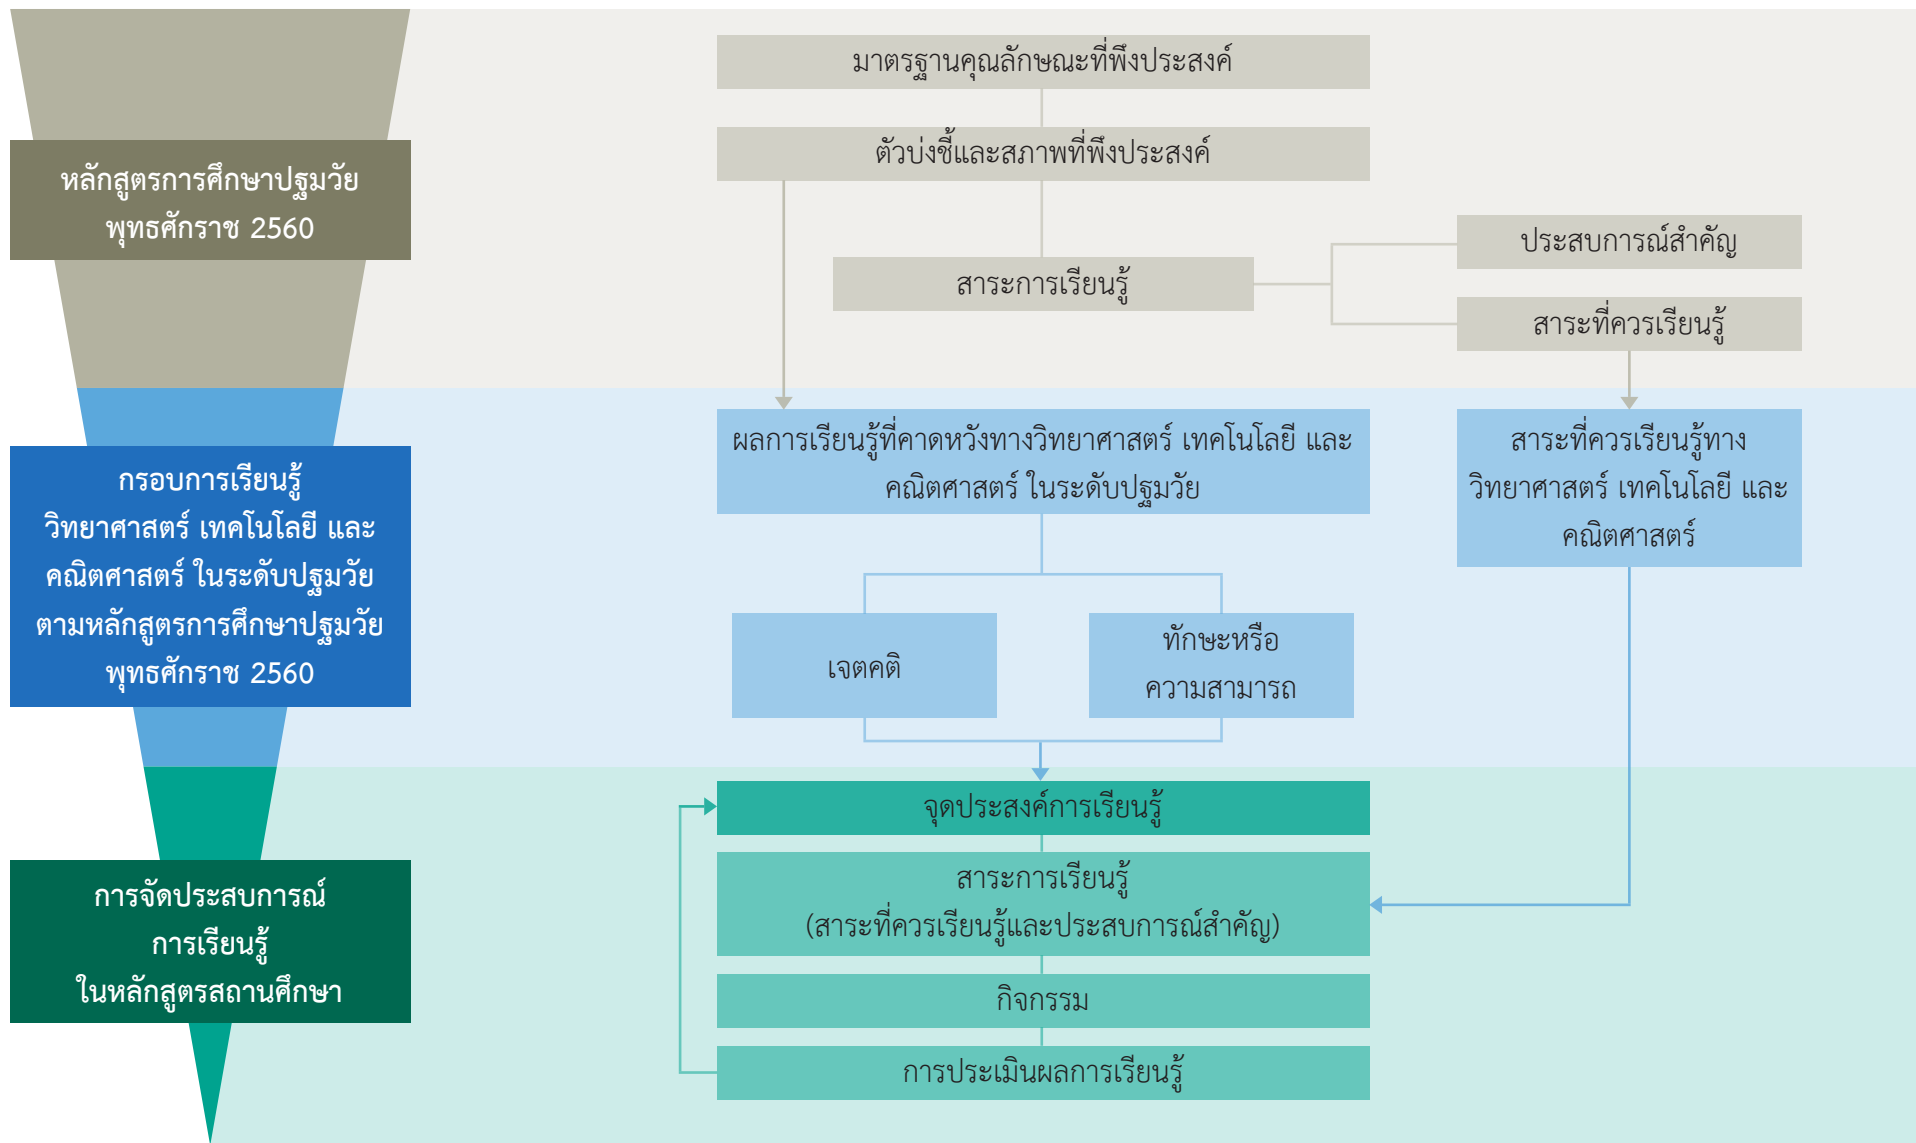 มาตรฐานคุณลักษณะที่พึงประสงค์
ตัวบ่งชี้และสภาพที่พึงประสงค์
หลักสูตรการศึกษาปฐมวัย
พุทธศักราช 2560
ประสบการณ์สำคัญ
สาระการเรียนรู้
สาระที่ควรเรียนรู้
ผลการเรียนรู้ที่คาดหวังทางวิทยาศาสตร์ เทคโนโลยี และ
คณิตศาสตร์ ในระดับปฐมวัย
สาระที่ควรเรียนรู้ทาง
วิทยาศาสตร์ เทคโนโลยี และ
คณิตศาสตร์
กรอบการเรียนรู้
วิทยาศาสตร์ เทคโนโลยี และ
คณิตศาสตร์ ในระดับปฐมวัย
ตามหลักสูตรการศึกษาปฐมวัย
พุทธศักราช 2560
เจตคติ
ทักษะหรือ
ความสามารถ
จุดประสงค์การเรียนรู้
สาระการเรียนรู้
(สาระที่ควรเรียนรู้และประสบการณ์สำคัญ)
การจัดประสบการณ์
การเรียนรู้
ในหลักสูตรสถานศึกษา
กิจกรรม
การประเมินผลการเรียนรู้